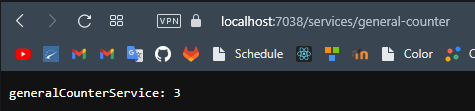 VPN localhost:7038/services/general-counter
Schedule Color
generalCounterService: 3